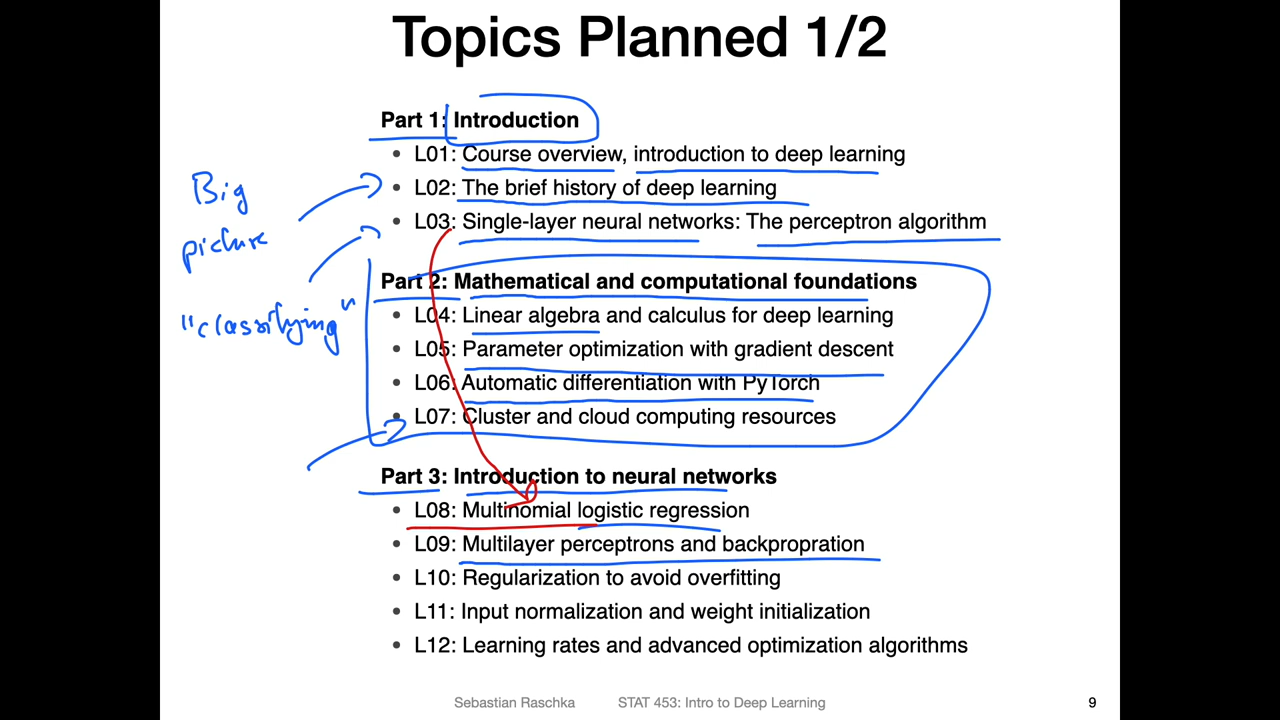 Topics Planned 1/2
Part 1: Introduction
• L01: Course overview, introduction to deep learning
• L02: The brief history of deep learning
• L03: Single-layer neural networks: The perceptron algorithm
Big
picture
"classifying"
Part 2: Mathematical and computational foundations
• L04: Linear algebra and calculus for deep learning
• L05: Parameter optimization with gradient descent
• L06: Automatic differentiation with PyTorch
• L07: Cluster and cloud computing resources
Part 3: Introduction to neural networks
• L08: Multinomial logistic regression
• L09: Multilayer perceptrons and backpropration
• L10: Regularization to avoid overfitting
• L11: Input normalization and weight initialization
• L12: Learning rates and advanced optimization algorithms
Sebastian Raschka STAT 453: Intro to Deep Learning 9